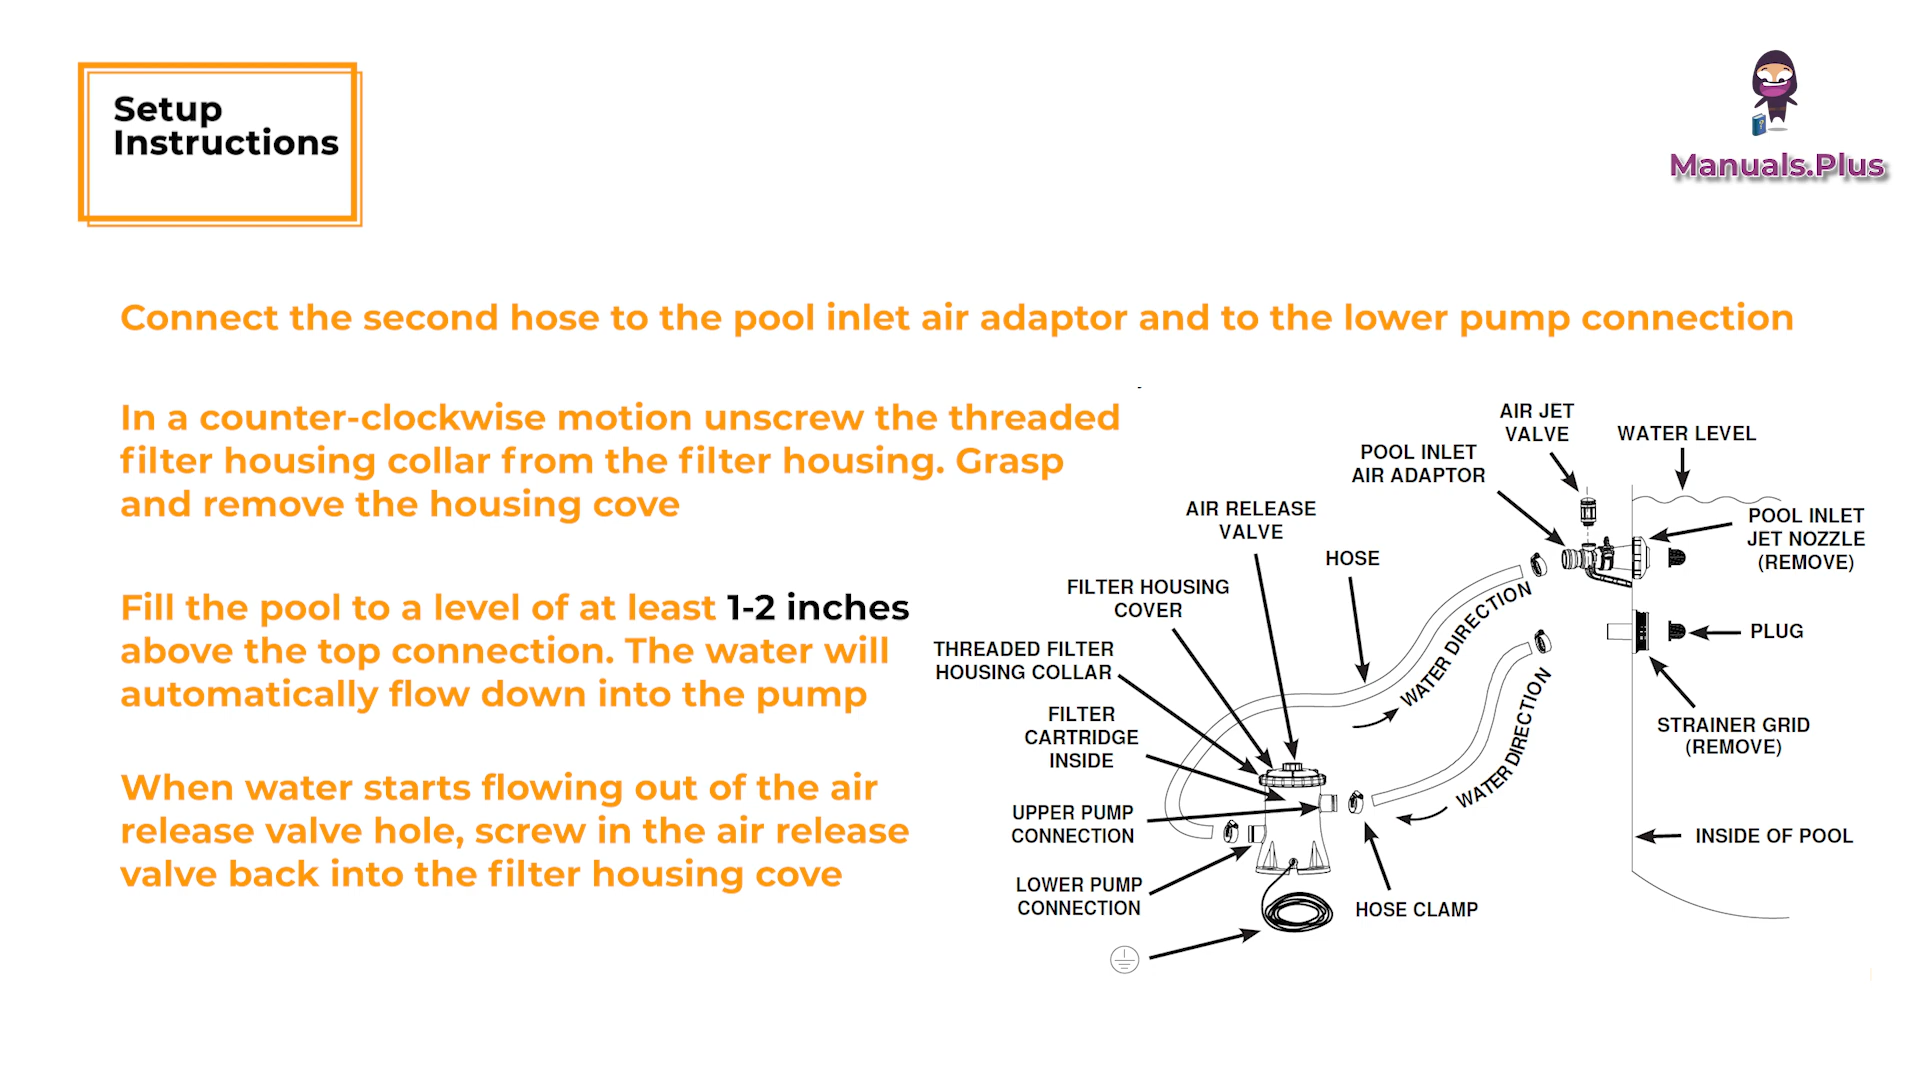 Setup
Instructions
Manuals.Plus
Connect the second hose to the pool inlet air adaptor and to the lower pump connection
In a counter-clockwise motion unscrew the threaded
filter housing collar from the filter housing. Grasp
and remove the housing cove
Fill the pool to a level of at least 1-2 inches
above the top connection. The water will
automatically flow down into the pump
When water starts flowing out of the air
release valve hole, screw in the air release
valve back into the filter housing cove
AIR JET
VALVE
WATER LEVEL
POOL INLET
AIR ADAPTOR
AIR RELEASE
VALVE
HOSE
POOL INLET
JET NOZZLE
(REMOVE)
FILTER HOUSING
COVER
WATER DIRECTION
PLUG
THREADED FILTER
HOUSING COLLAR
FILTER
CARTRIDGE
INSIDE
WATER DIRECTION
STRAINER GRID
(REMOVE)
UPPER PUMP
CONNECTION
INSIDE OF POOL
LOWER PUMP
CONNECTION
HOSE CLAMP